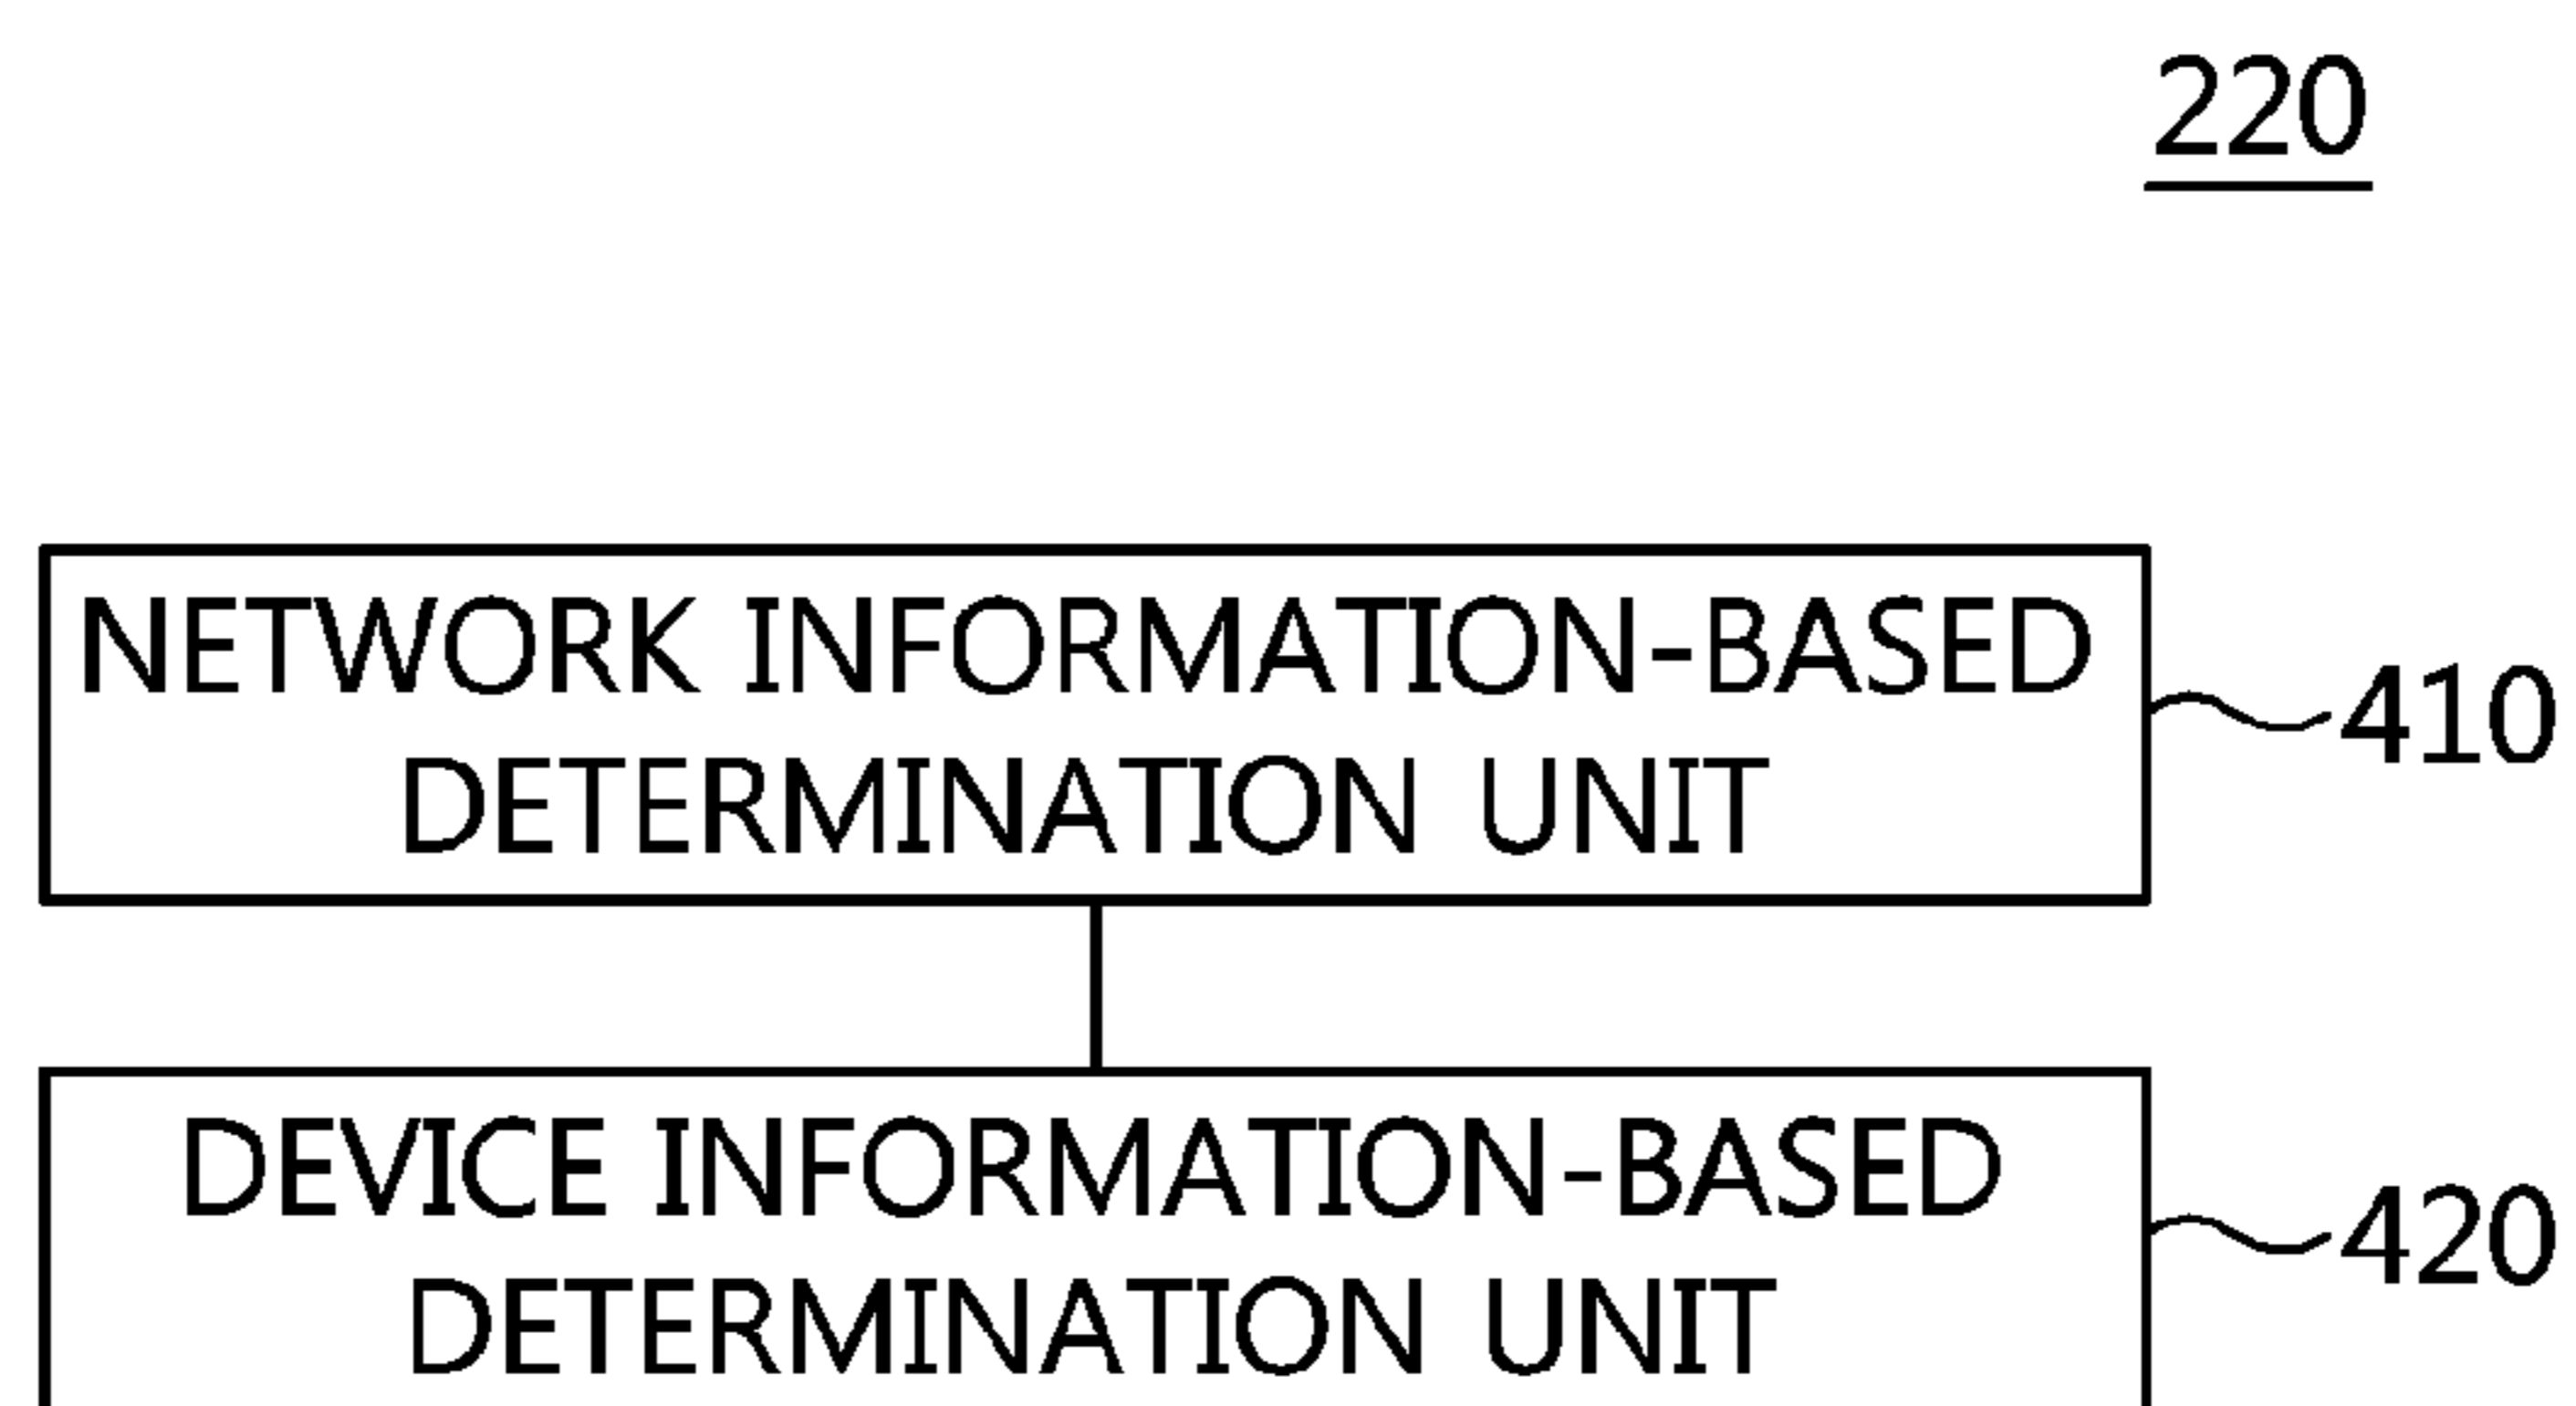 220
NETWORK INFORMATION-BASED
DETERMINATION UNIT
410
DEVICE INFORMATION-BASED
DETERMINATION UNIT
420